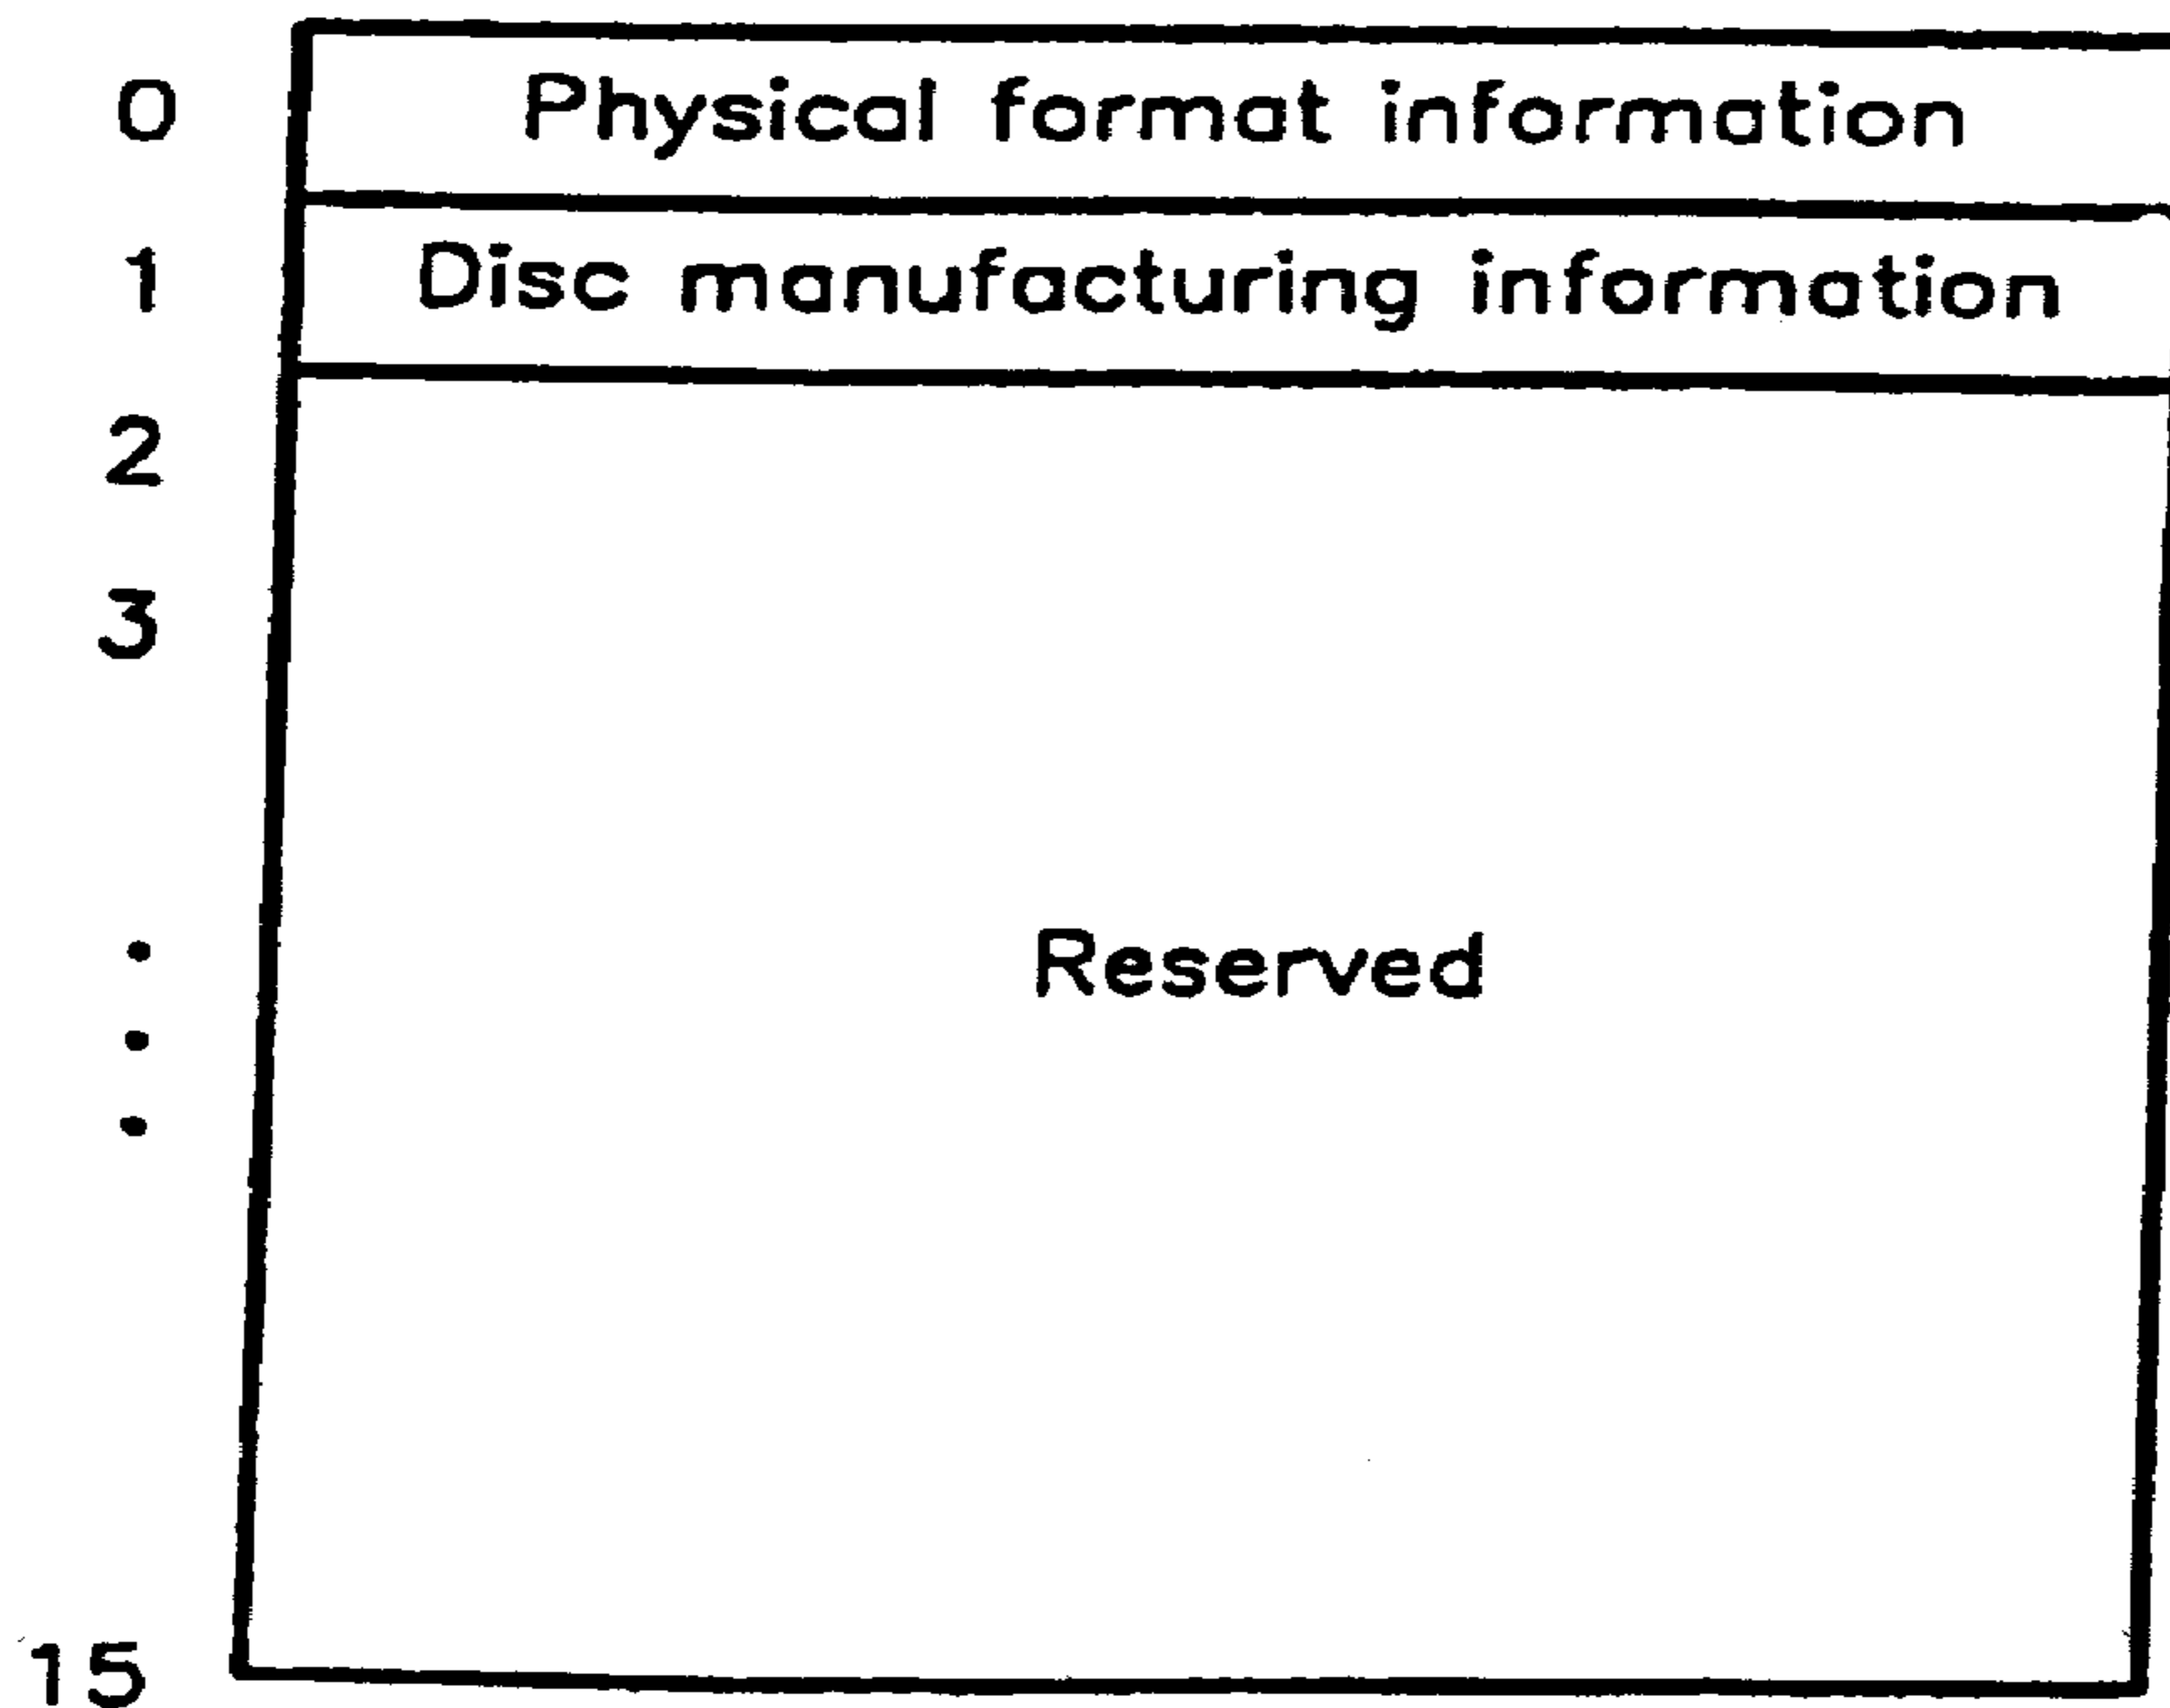 0 Physical format information
1 Disc manufacturing information
2
3
Reserved
15